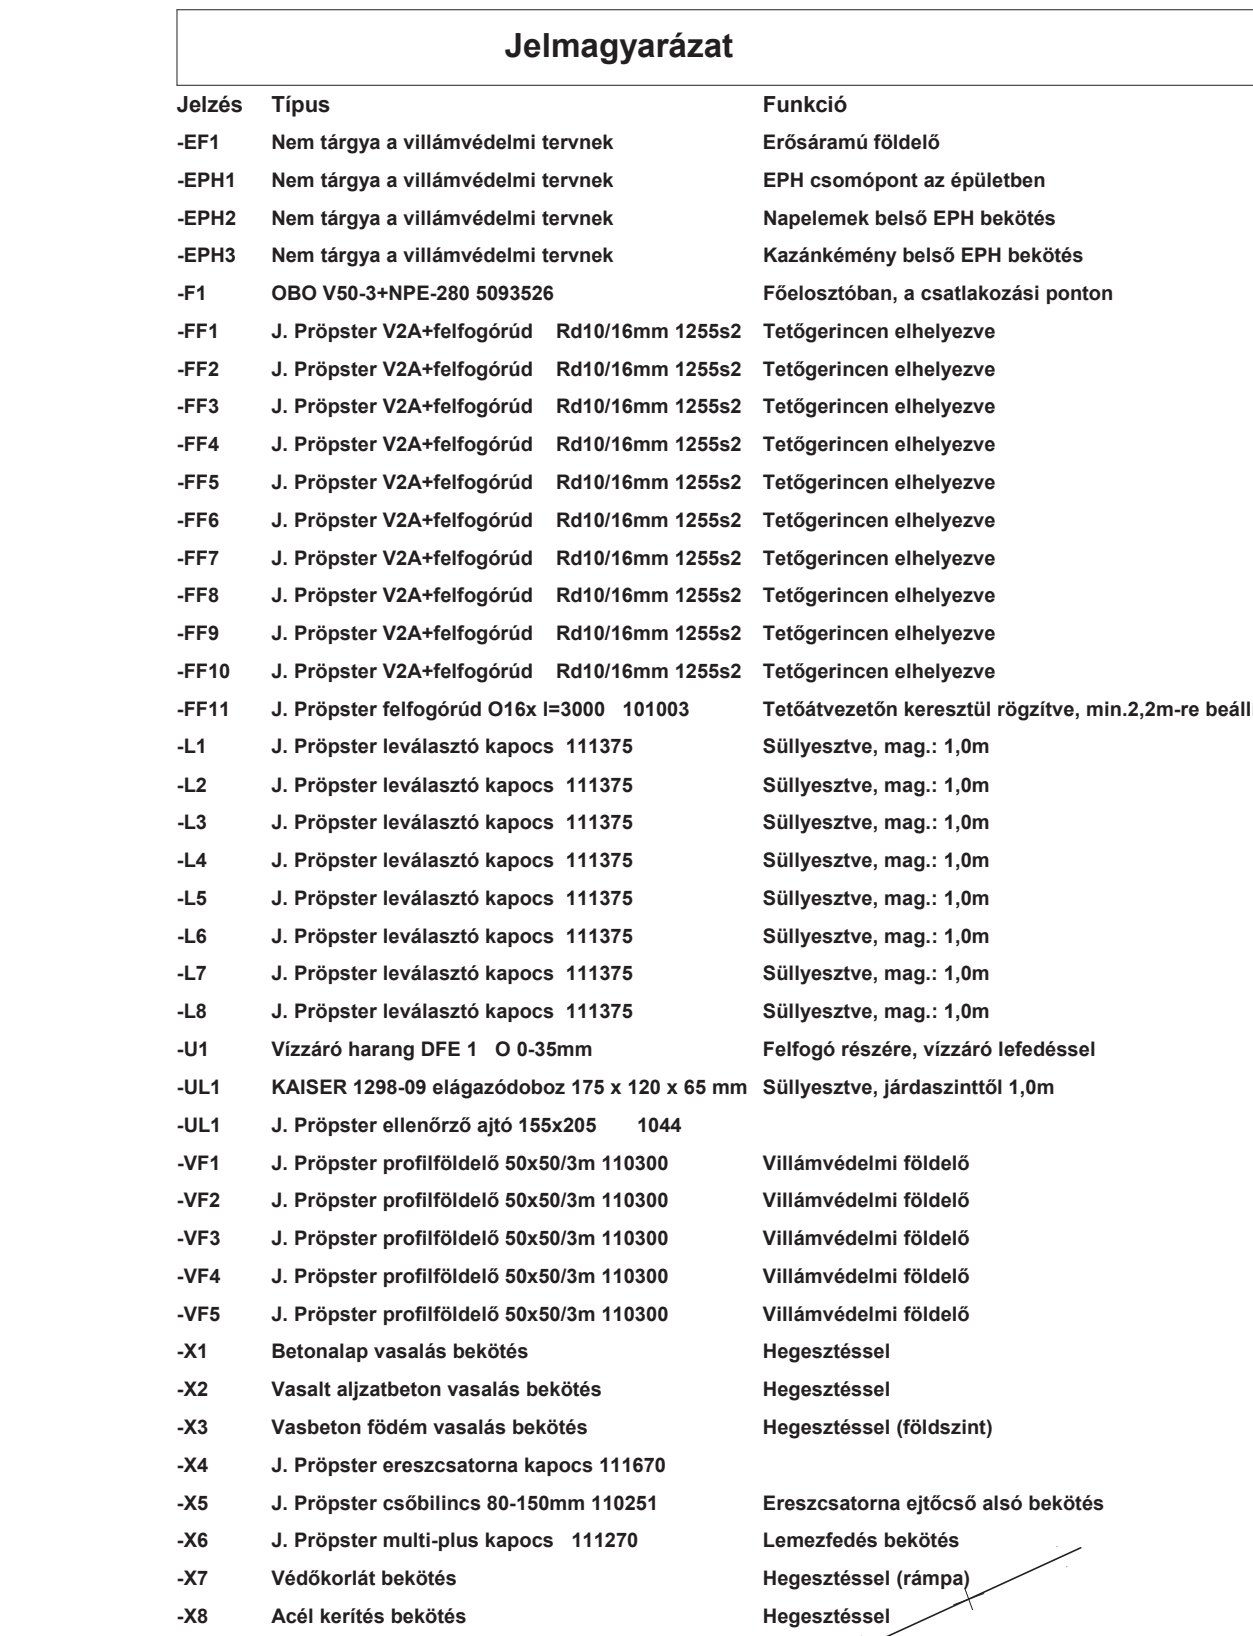 Jelmagyarázat
Jelzés Típus Funkció
-EF1 Nem tárgya a villámvédelmi tervnek Erősáramú földelő
-EPH1 Nem tárgya a villámvédelmi tervnek EPH csomópont az épületben
-EPH2 Nem tárgya a villámvédelmi tervnek Napelemek belső EPH bekötés
-EPH3 Nem tárgya a villámvédelmi tervnek Kazánkémény belső EPH bekötés
-F1 OBO V50-3+NPE-280 5093526 Főelosztóban, a csatlakozási ponton
-FF1 J. Pröpster V2A+felfogórúd Rd10/16mm 1255s2 Tetőgerincen elhelyezve
-FF2 J. Pröpster V2A+felfogórúd Rd10/16mm 1255s2 Tetőgerincen elhelyezve
-FF3 J. Pröpster V2A+felfogórúd Rd10/16mm 1255s2 Tetőgerincen elhelyezve
-FF4 J. Pröpster V2A+felfogórúd Rd10/16mm 1255s2 Tetőgerincen elhelyezve
-FF5 J. Pröpster V2A+felfogórúd Rd10/16mm 1255s2 Tetőgerincen elhelyezve
-FF6 J. Pröpster V2A+felfogórúd Rd10/16mm 1255s2 Tetőgerincen elhelyezve
-FF7 J. Pröpster V2A+felfogórúd Rd10/16mm 1255s2 Tetőgerincen elhelyezve
-FF8 J. Pröpster V2A+felfogórúd Rd10/16mm 1255s2 Tetőgerincen elhelyezve
-FF9 J. Pröpster V2A+felfogórúd Rd10/16mm 1255s2 Tetőgerincen elhelyezve
-FF10 J. Pröpster V2A+felfogórúd Rd10/16mm 1255s2 Tetőgerincen elhelyezve
-FF11 J. Pröpster felfogórúd O16x l=3000 101003 Tetőátvezetőn keresztül rögzítve, min.2,2m-re beáll
-L1 J. Pröpster leválasztó kapocs 111375 Süllyesztve, mag.: 1,0m
-L2 J. Pröpster leválasztó kapocs 111375 Süllyesztve, mag.: 1,0m
-L3 J. Pröpster leválasztó kapocs 111375 Süllyesztve, mag.: 1,0m
-L4 J. Pröpster leválasztó kapocs 111375 Süllyesztve, mag.: 1,0m
-L5 J. Pröpster leválasztó kapocs 111375 Süllyesztve, mag.: 1,0m
-L6 J. Pröpster leválasztó kapocs 111375 Süllyesztve, mag.: 1,0m
-L7 J. Pröpster leválasztó kapocs 111375 Süllyesztve, mag.: 1,0m
-L8 J. Pröpster leválasztó kapocs 111375 Süllyesztve, mag.: 1,0m
-U1 Vízzáró harang DFE 1 O 0-35mm Felfogó részére, vízzáró lefedéssel
-UL1 KAISER 1298-09 elágazódoboz 175 x 120 x 65 mm Süllyesztve, járdaszinttől 1,0m
-UL1 J. Pröpster ellenőrző ajtó 155x205 1044
-VF1 J. Pröpster profilföldelő 50x50/3m 110300 Villámvédelmi földelő
-VF2 J. Pröpster profilföldelő 50x50/3m 110300 Villámvédelmi földelő
-VF3 J. Pröpster profilföldelő 50x50/3m 110300 Villámvédelmi földelő
-VF4 J. Pröpster profilföldelő 50x50/3m 110300 Villámvédelmi földelő
-VF5 J. Pröpster profilföldelő 50x50/3m 110300 Villámvédelmi földelő
-X1 Betonalap vasalás bekötés Hegesztéssel
-X2 Vasalt aljzatbeton vasalás bekötés Hegesztéssel
-X3 Vasbeton födém vasalás bekötés Hegesztéssel (földszint)
-X4 J. Pröpster ereszcsatorna kapocs 111670
-X5 J. Pröpster csőbilincs 80-150mm 110251 Ereszcsatorna ejtőcső alsó bekötés
-X6 J. Pröpster multi-plus kapocs 111270 Lemezfedés bekötés
-X7 Védőkorlát bekötés Hegesztéssel (rámpa)
-X8 Acél kerítés bekötés Hegesztéssel